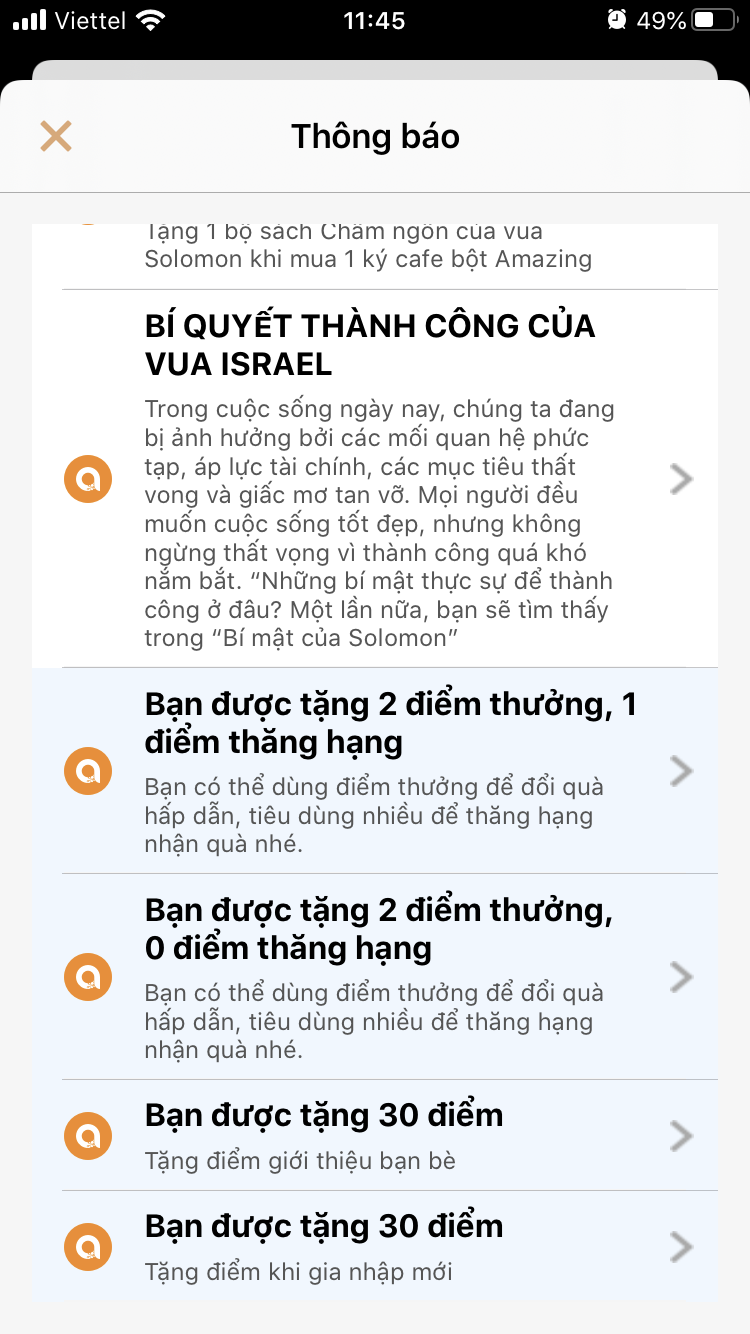 Viettel
11:45
49%
Thông báo
Tặng 1 bộ sách Châm ngôn của vua
Solomon khi mua 1 ký cafe bột Amazing
BÍ QUYẾT THÀNH CÔNG CỦA
VUA ISRAEL
Trong cuộc sống ngày nay, chúng ta đang
bị ảnh hưởng bởi các mối quan hệ phức
tạp, áp lực tài chính, các mục tiêu thất
vong và giấc mơ tan vỡ. Mọi người đều
muốn cuộc sống tốt đẹp, nhưng không
ngừng thất vọng vì thành công quá khó
nắm bắt. “Những bí mật thực sự để thành
công ở đâu? Một lần nữa, bạn sẽ tìm thấy
trong “Bí mật của Solomon”
Bạn được tặng 2 điểm thưởng, 1
điểm thăng hạng
Bạn có thể dùng điểm thưởng để đổi quà
hấp dẫn, tiêu dùng nhiều để thăng hạng
nhận quà nhé.
Bạn được tặng 2 điểm thưởng,
0 điểm thăng hạng
Bạn có thể dùng điểm thưởng để đổi quà
hấp dẫn, tiêu dùng nhiều để thăng hạng
nhận quà nhé.
Bạn được tặng 30 điểm
Tặng điểm giới thiệu bạn bè
Bạn được tặng 30 điểm
Tặng điểm khi gia nhập mới